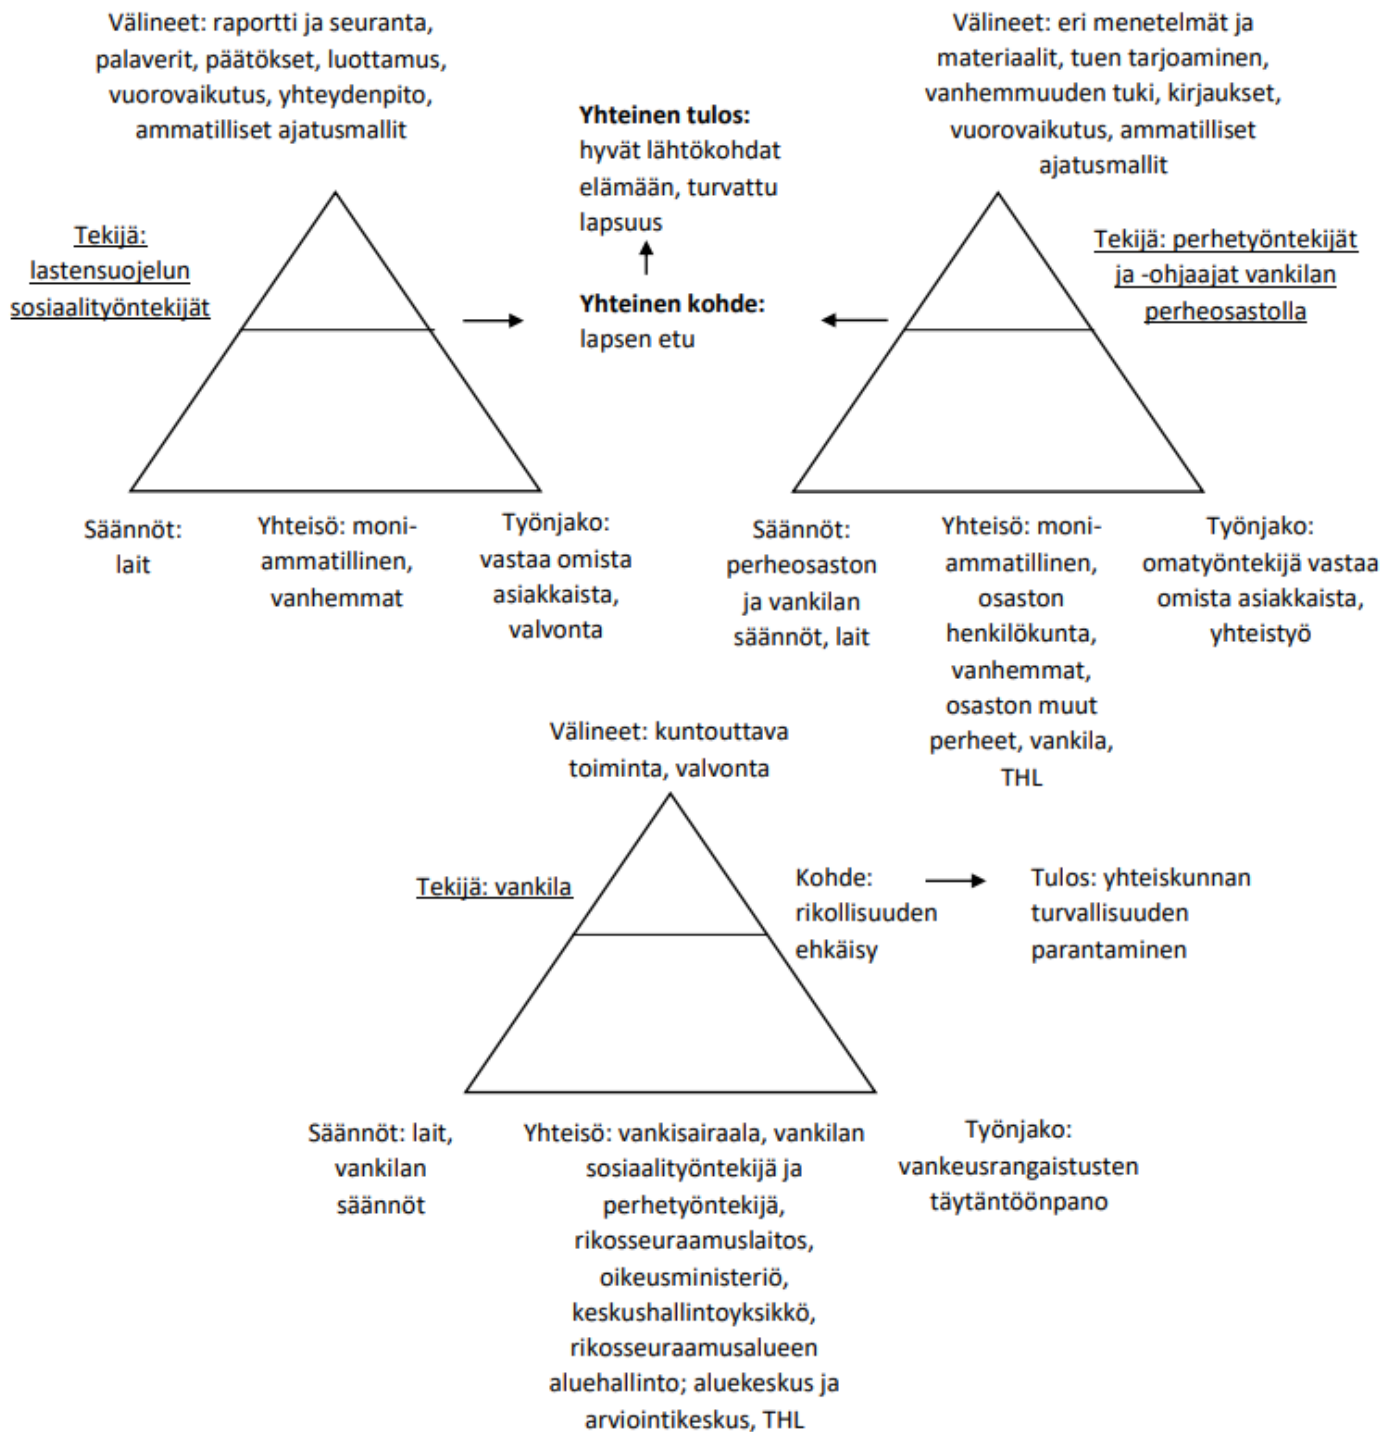 Välineet: raportti ja seuranta,
palaverit, päätökset, luottamus,
vuorovaikutus, yhteydenpito,
ammatilliset ajatusmallit
Välineet: eri menetelmät ja
materiaalit, tuen tarjoaminen,
vanhemmuuden tuki, kirjaukset,
vuorovaikutus, ammatilliset
ajatusmallit
Yhteinen tulos:
hyvät lähtökohdat
elämään, turvattu
lapsuus
Tekijä:
lastensuojelun
sosiaalityöntekijät
Yhteinen kohde:
lapsen etu
Tekijä: perhetyöntekijät
ja -ohjaajat vankilan
perheosastolla
Säännöt:
lait
Yhteisö: moni-
ammatillinen,
vanhemmat
Työnjako:
vastaa omista
asiakkaista,
valvonta
Säännöt:
perheosaston
ja vankilan
säännöt, lait
Yhteisö: moni-
ammatillinen,
osaston
henkilökunta,
vanhemmat,
osaston muut
perheet, vankila,
THL
Työnjako:
omatyöntekijä vastaa
omista asiakkaista,
yhteistyö
Välineet: kuntouttava
toiminta, valvonta
Tekijä: vankila
Kohde:
rikollisuuden
ehkäisy
Tulos: yhteiskunnan
turvallisuuden
parantaminen
Säännöt: lait,
vankilan
säännöt
Yhteisö: vankisairaala, vankilan
sosiaalityöntekijä ja
perhetyöntekijä,
rikosseuraamuslaitos,
oikeusministeriö,
keskushallintoyksikkö,
rikosseuraamusalueen
aluehallinto; aluekeskus ja
arviointikeskus, THL
Työnjako:
vankeusrangaistusten
täytäntöönpano